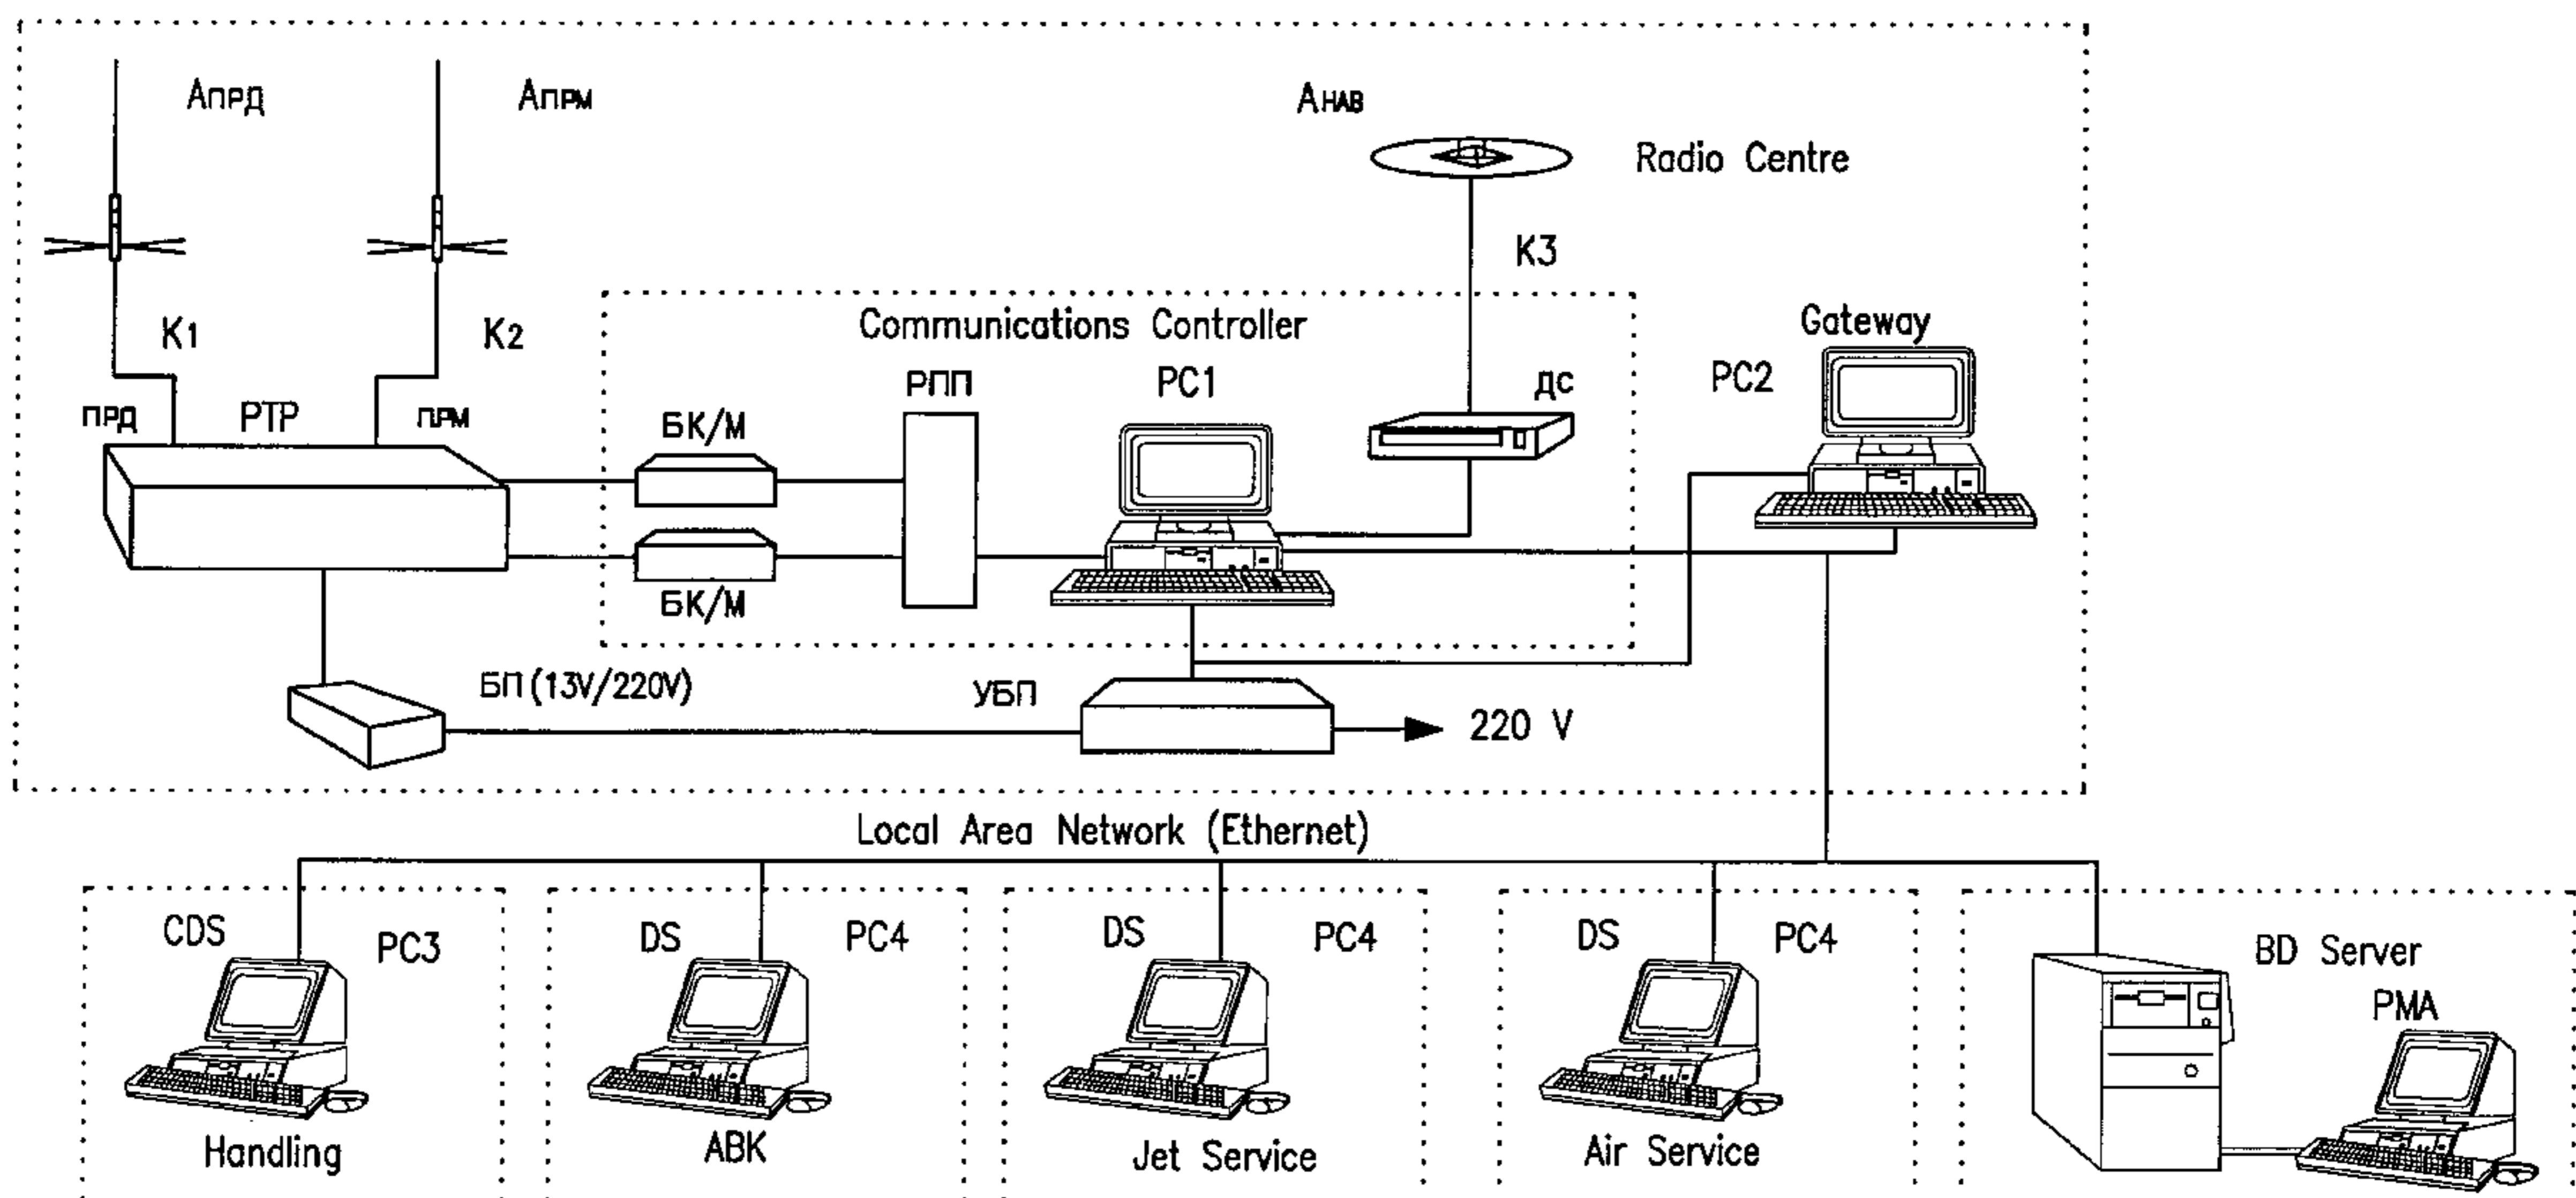 АПРД
АПРМ
АНАВ
Radio Centre
К3
К1
К2
Communications Controller
Gateway
РПП
PC1
ДС
PC2
ПРД
РТР
ПРМ
БК/М
БК/М
БП (13V/220V)
УБП
220 V
Local Area Network (Ethernet)
CDS
PC3
DS
PC4
DS
PC4
DS
PC4
BD Server
PMA
Handling
ABK
Jet Service
Air Service